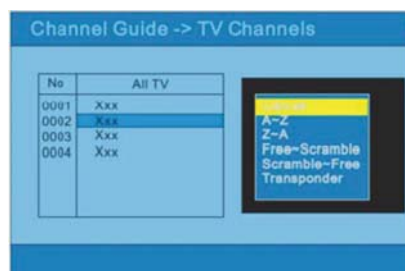 Channel Guide -> TV Channels
No All TV
0001 Xxx
0002 Xxx
0003 Xxx
0004 Xxx
A~Z
Z~A
Free~Scramble
Scramble~Free
Transponder